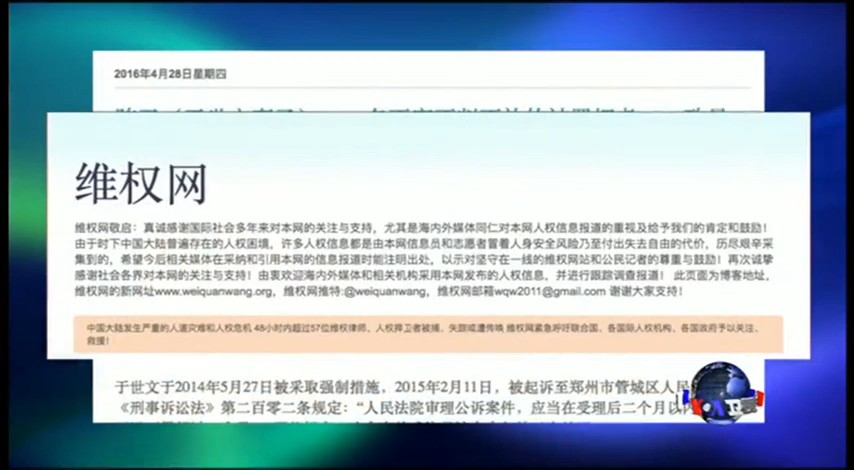 2016年4月28日星期四
维权网
维权网敬启：真诚感谢国际社会多年来对本网的关注与支持，尤其是海内外媒体同仁对本网人权信息报道的重视及给予我们的肯定和鼓励！
由于时下中国大陆普遍存在的人权困境，许多人权信息都是由本网信息员和志愿者冒着人身安全风险乃至付出失去自由的代价，历尽艰辛采
集到的，希望今后相关媒体在采纳和引用本网的信息报道时能注明出处，以示对坚守在一线的维权网站和公民记者的尊重与鼓励！再次诚挚
感谢社会各界对本网的关注与支持！由衷欢迎海内外媒体和相关机构采用本网发布的人权信息，并进行跟踪调查报道！ 此页面为博客地址，
维权网的新网址www.weiquanwang.org，维权网推特:@weiquanwang，维权网邮箱wqw2011@gmail.com 谢谢大家支持！
中国大陆发生严重的人道灾难和人权危机 48小时内超过57位维权律师、人权捍卫者被捕、失踪或遭传唤 维权网紧急呼吁联合国、各国际人权机构、各国政府予以关注、
救援！
于世文于2014年5月27日被采取强制措施，2015年2月11日，被起诉至郑州市管城区人民
《刑事诉讼法》第二百零二条规定：“人民法院审理公诉案件，应当在受理后二个月以内
VOA